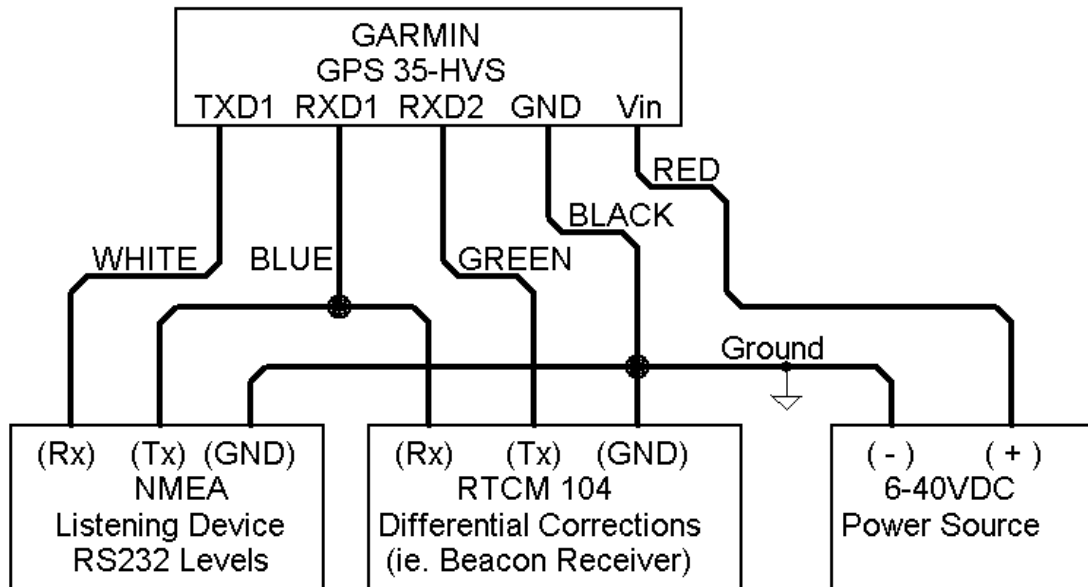 GARMIN
GPS 35-HVS
TXD1 RXD1 RXD2 GND Vin
RED
BLACK
WHITE BLUE GREEN
Ground
(Rx) (Tx) (GND) (Rx) (Tx) (GND) ( - ) ( + )
NMEA RTCM 104 6-40VDC
Listening Device Differential Corrections Power Source
RS232 Levels (ie. Beacon Receiver)